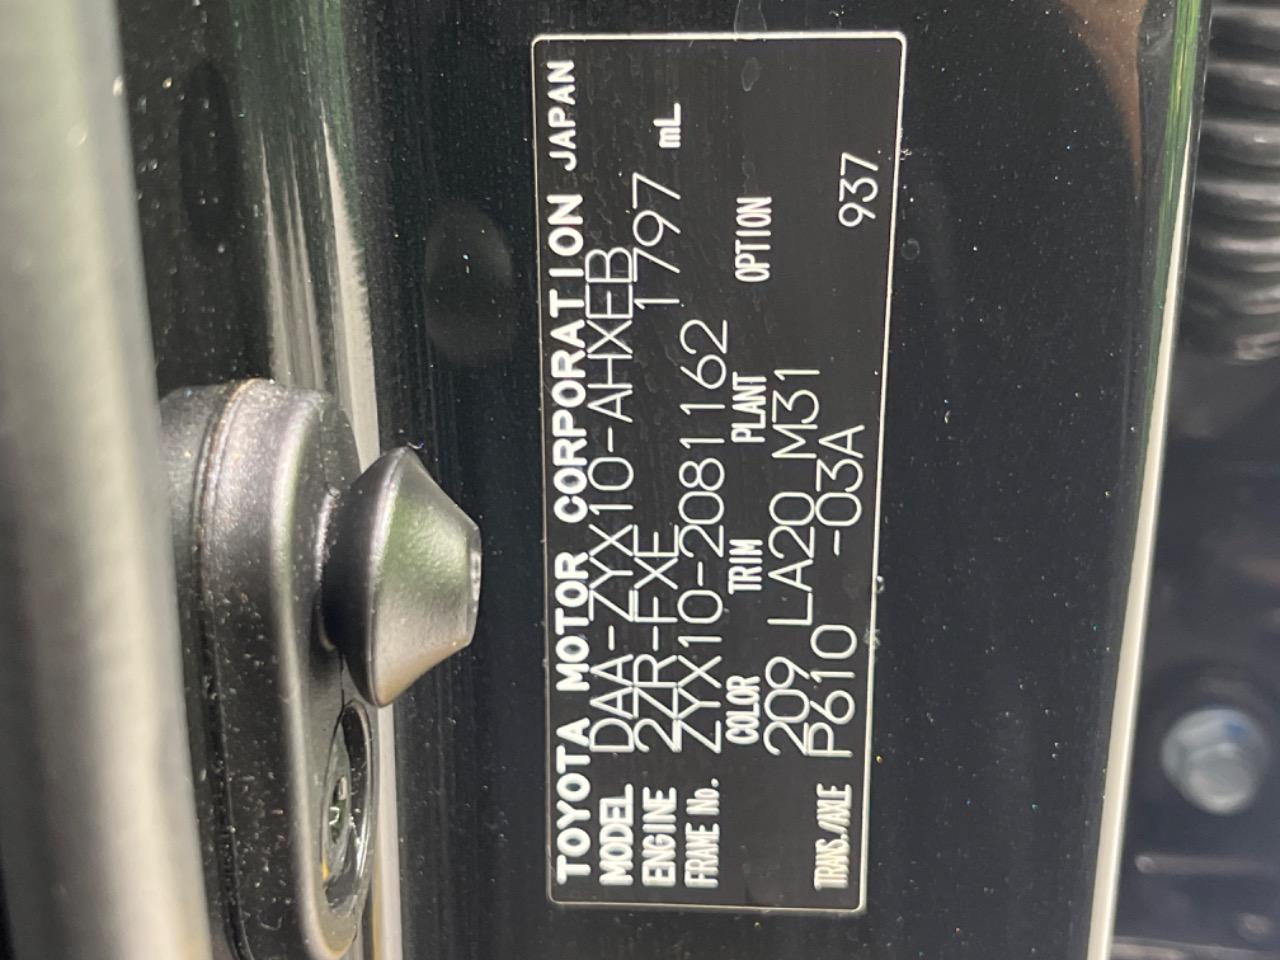 TOYOTA MOTOR CORPORATION JAPAN
MODEL DAA-ZYX10-AHXEB
ENGINE 2ZR-FXE 1797 mL
FRAME No. ZYX10-2081162
COLOR TRIM PLANT OPTION
209 LA20 M31
TRANS./AXLE P610 -03A 937